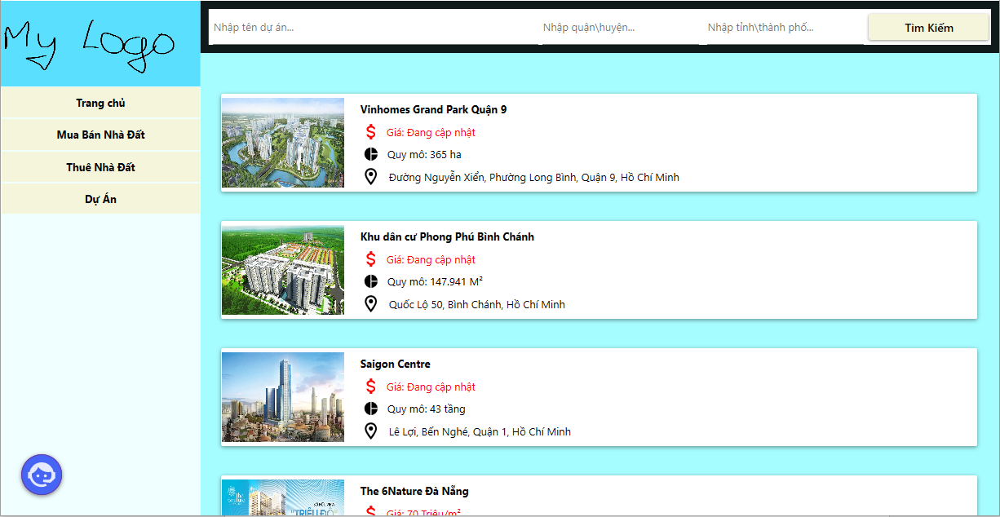 My Logo
Nhập tên dự án...
Nhập quận\huyện...
Nhập tỉnh\thành phố...
Tìm Kiếm
Trang chủ
Mua Bán Nhà Đất
Thuê Nhà Đất
Dự Án
Vinhomes Grand Park Quận 9
Giá: Đang cập nhật
Quy mô: 365 ha
Đường Nguyễn Xiển, Phường Long Bình, Quận 9, Hồ Chí Minh
Khu dân cư Phong Phú Bình Chánh
Giá: Đang cập nhật
Quy mô: 147.941 M²
Quốc Lộ 50, Bình Chánh, Hồ Chí Minh
Saigon Centre
Giá: Đang cập nhật
Quy mô: 43 tầng
Lê Lợi, Bến Nghé, Quận 1, Hồ Chí Minh
The 6Nature Đà Nẵng
Giá: 70 Triệu/m²
"TRIỆU ĐÔ"